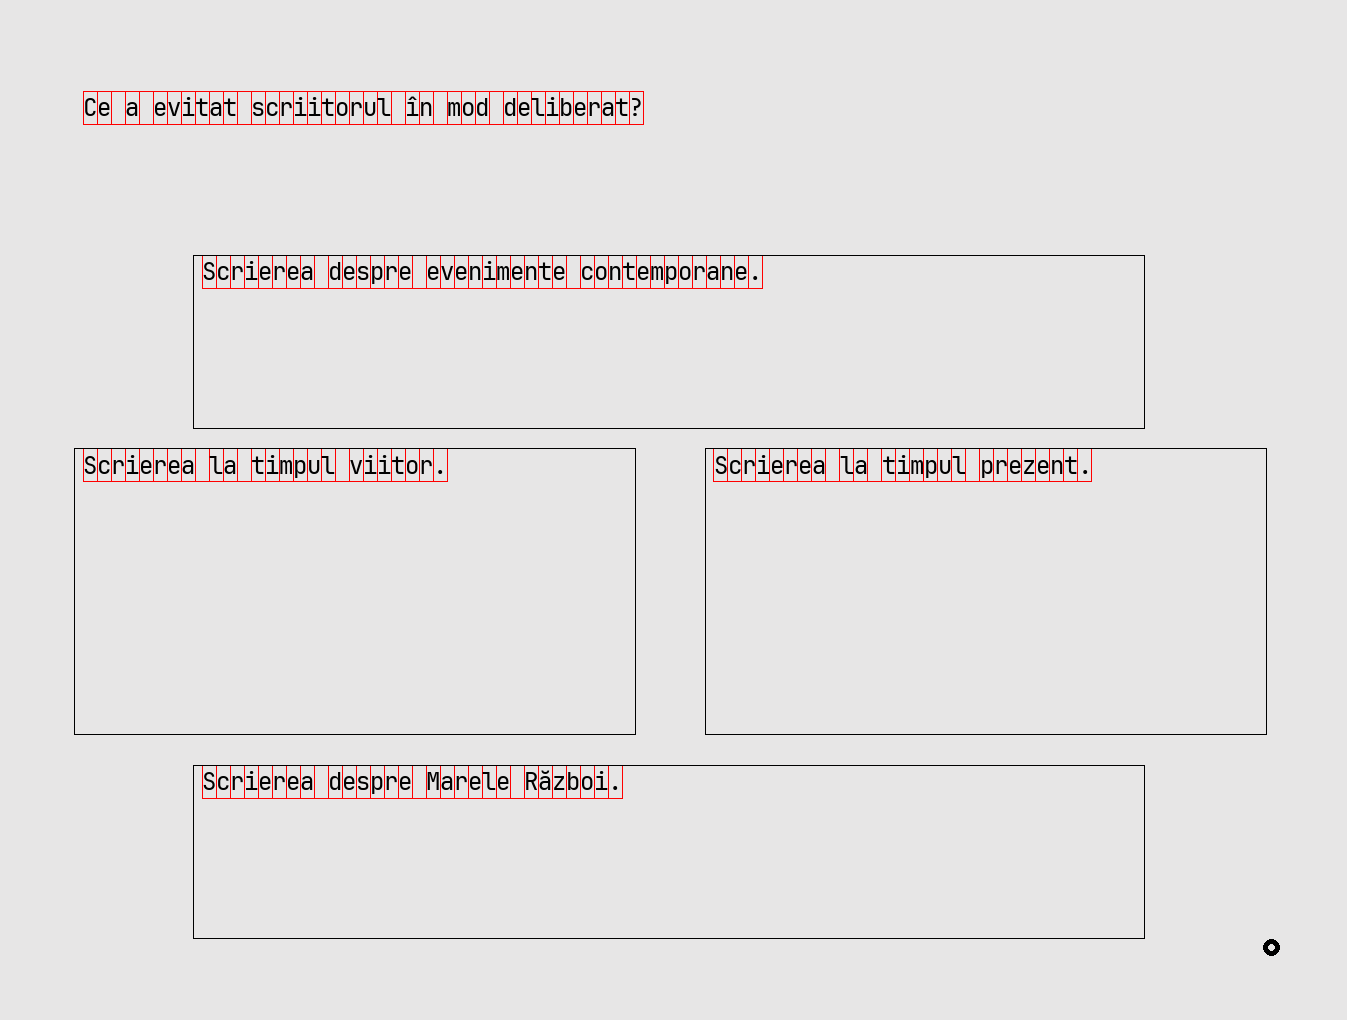 Ce a evitat scriitorul în mod deliberat?
Scrierea despre evenimente contemporane.
Scrierea la timpul viitor.
Scrierea la timpul prezent.
Scrierea despre Marele Război.